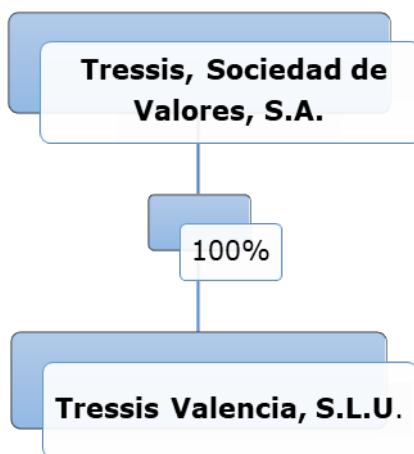 Tressis, Sociedad de
Valores, S.A.
100%
Tressis Valencia, S.L.U.